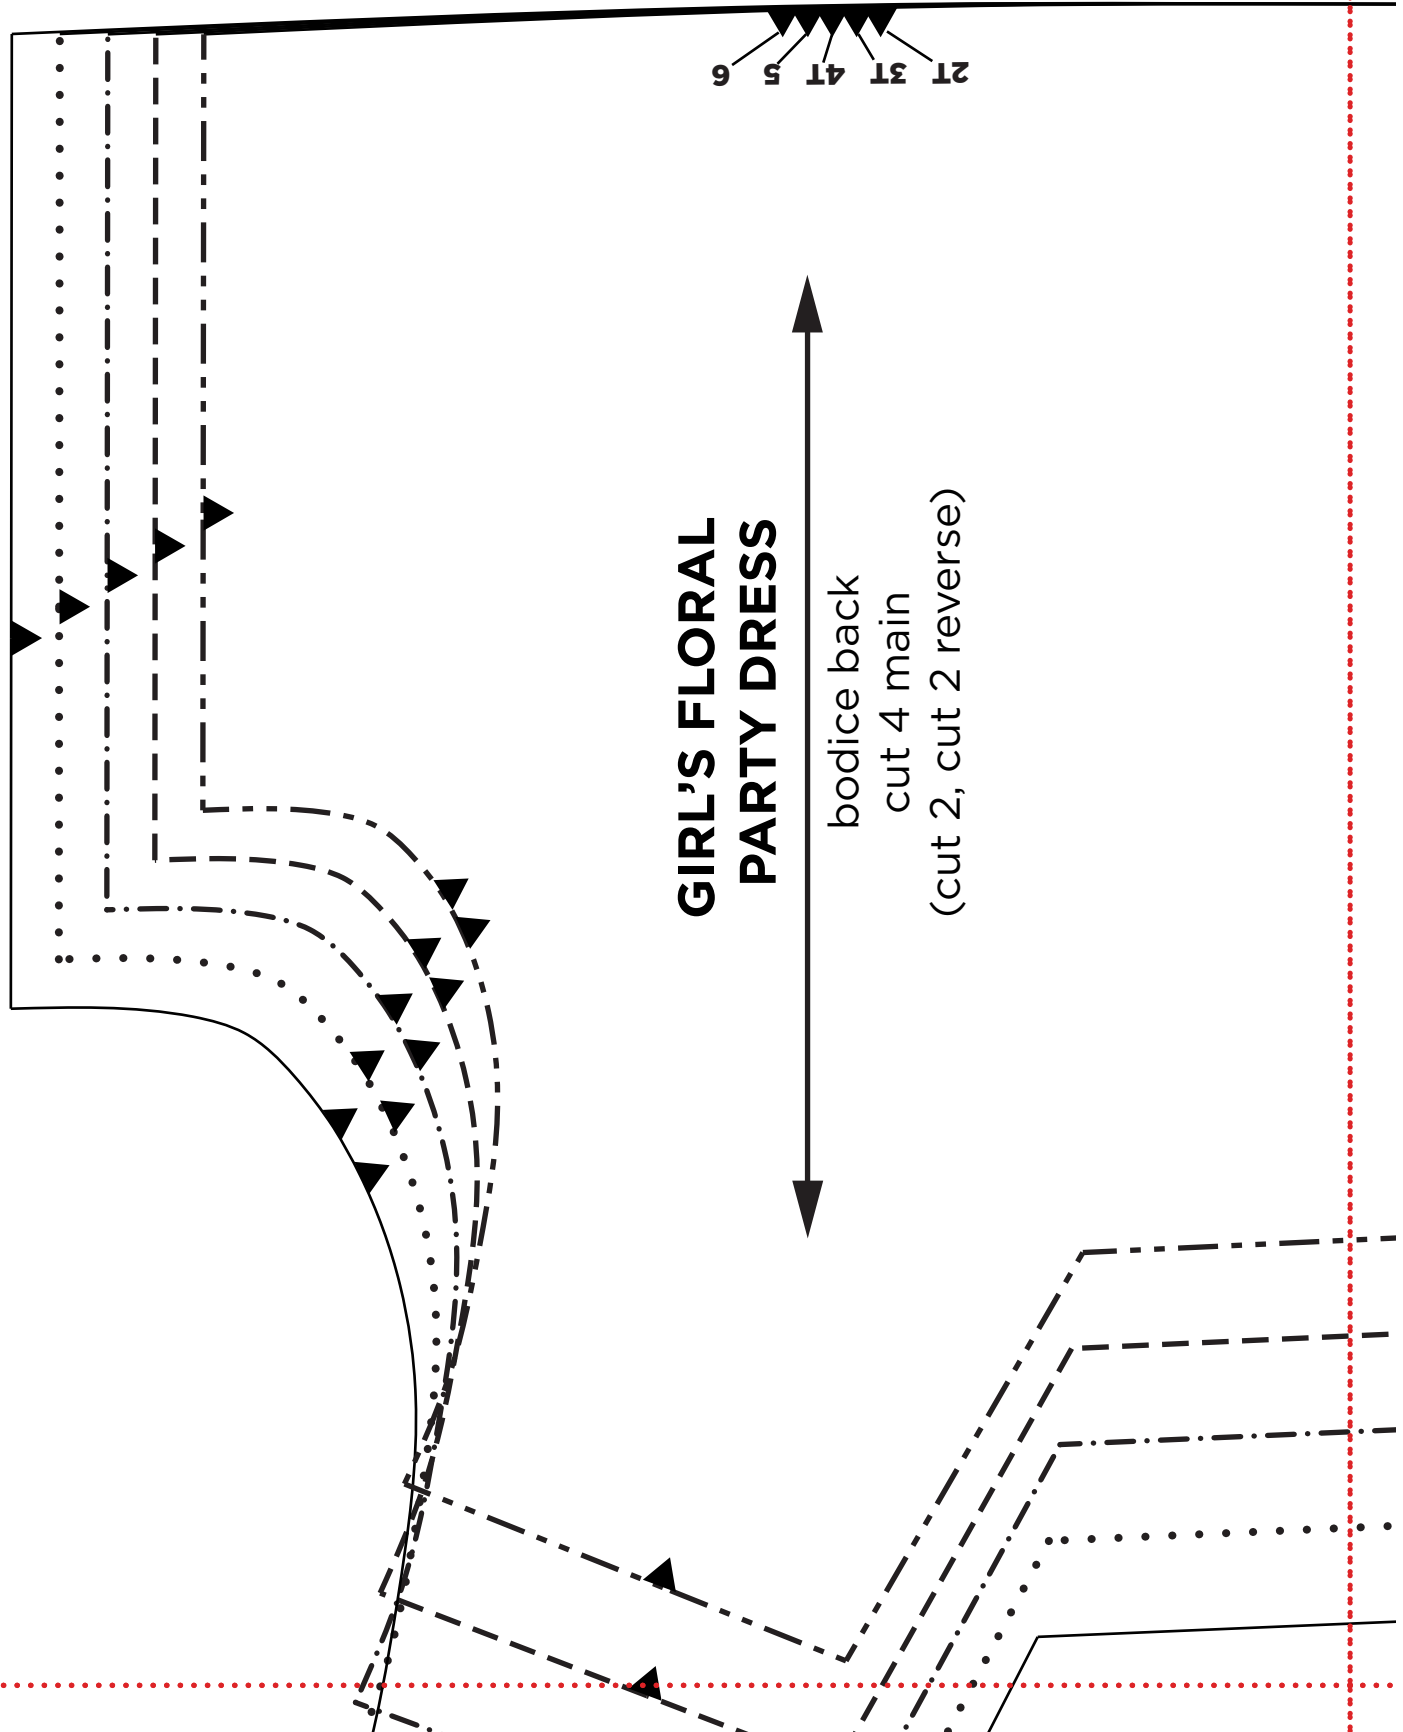 6 5 4T 3T 2T
GIRL'S FLORAL
PARTY DRESS
bodice back
cut 4 main
(cut 2, cut 2 reverse)